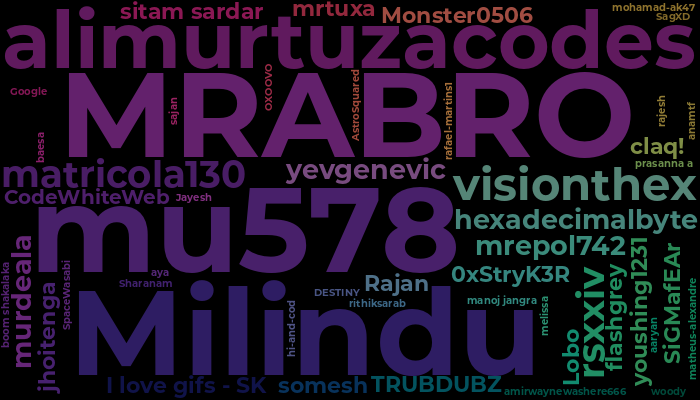 sitam sardar
mrtuxa
Monster0506
mohamad-ak47
SagXD
alimurtuzacodes
Google
MRABRO
sajan
OXOOVO
AstroSquared
rafael-martins1
rajesh
anamtf
baesa
claq!
prasanna a
matricola130
yevgenevic
visionthex
CodeWhiteWeb
Jayesh
mu578
hexadecimalbyte
murdeala
mrepol742
youshing1231
SiGMafEAr
boom shakalaka
SpaceWasabi
aya
Sharanam
0xStryK3R
Rajan
DESTINY
rithiksarab
manoj jangra
rsxxiv
flashgrey
jhoitenga
Milindu
hi-and-cod
melissa
Lobo
aaryan
matheus-alexandre
I love gifs - SK
somesh
TRUBDUBZ
amirwaynewashere666
woody